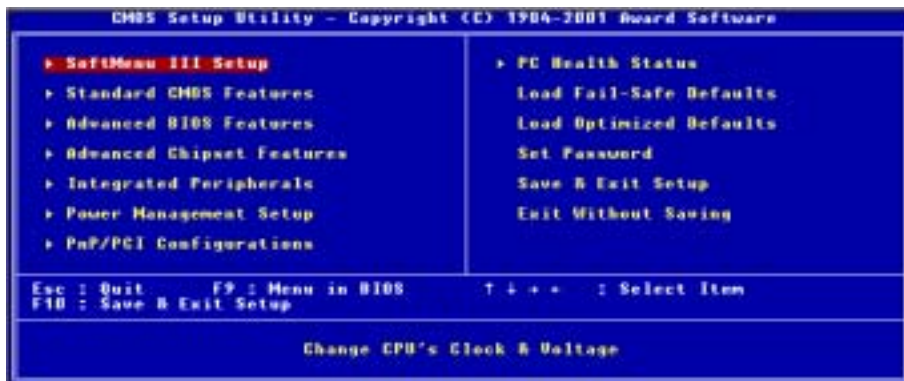 CMOS Setup Utility - Copyright (C) 1984-2001 Award Software
▸ SoftMenu III Setup
▸ Standard CMOS Features
▸ Advanced BIOS Features
▸ Advanced Chipset Features
▸ Integrated Peripherals
▸ Power Management Setup
▸ PnP/PCI Configurations
▸ PC Health Status
Load Fail-Safe Defaults
Load Optimized Defaults
Set Password
Save & Exit Setup
Exit Without Saving
Esc : Quit F9 : Menu in BIOS ↑ ↓ → ← : Select Item
F10 : Save & Exit Setup
Change CPU's Clock & Voltage